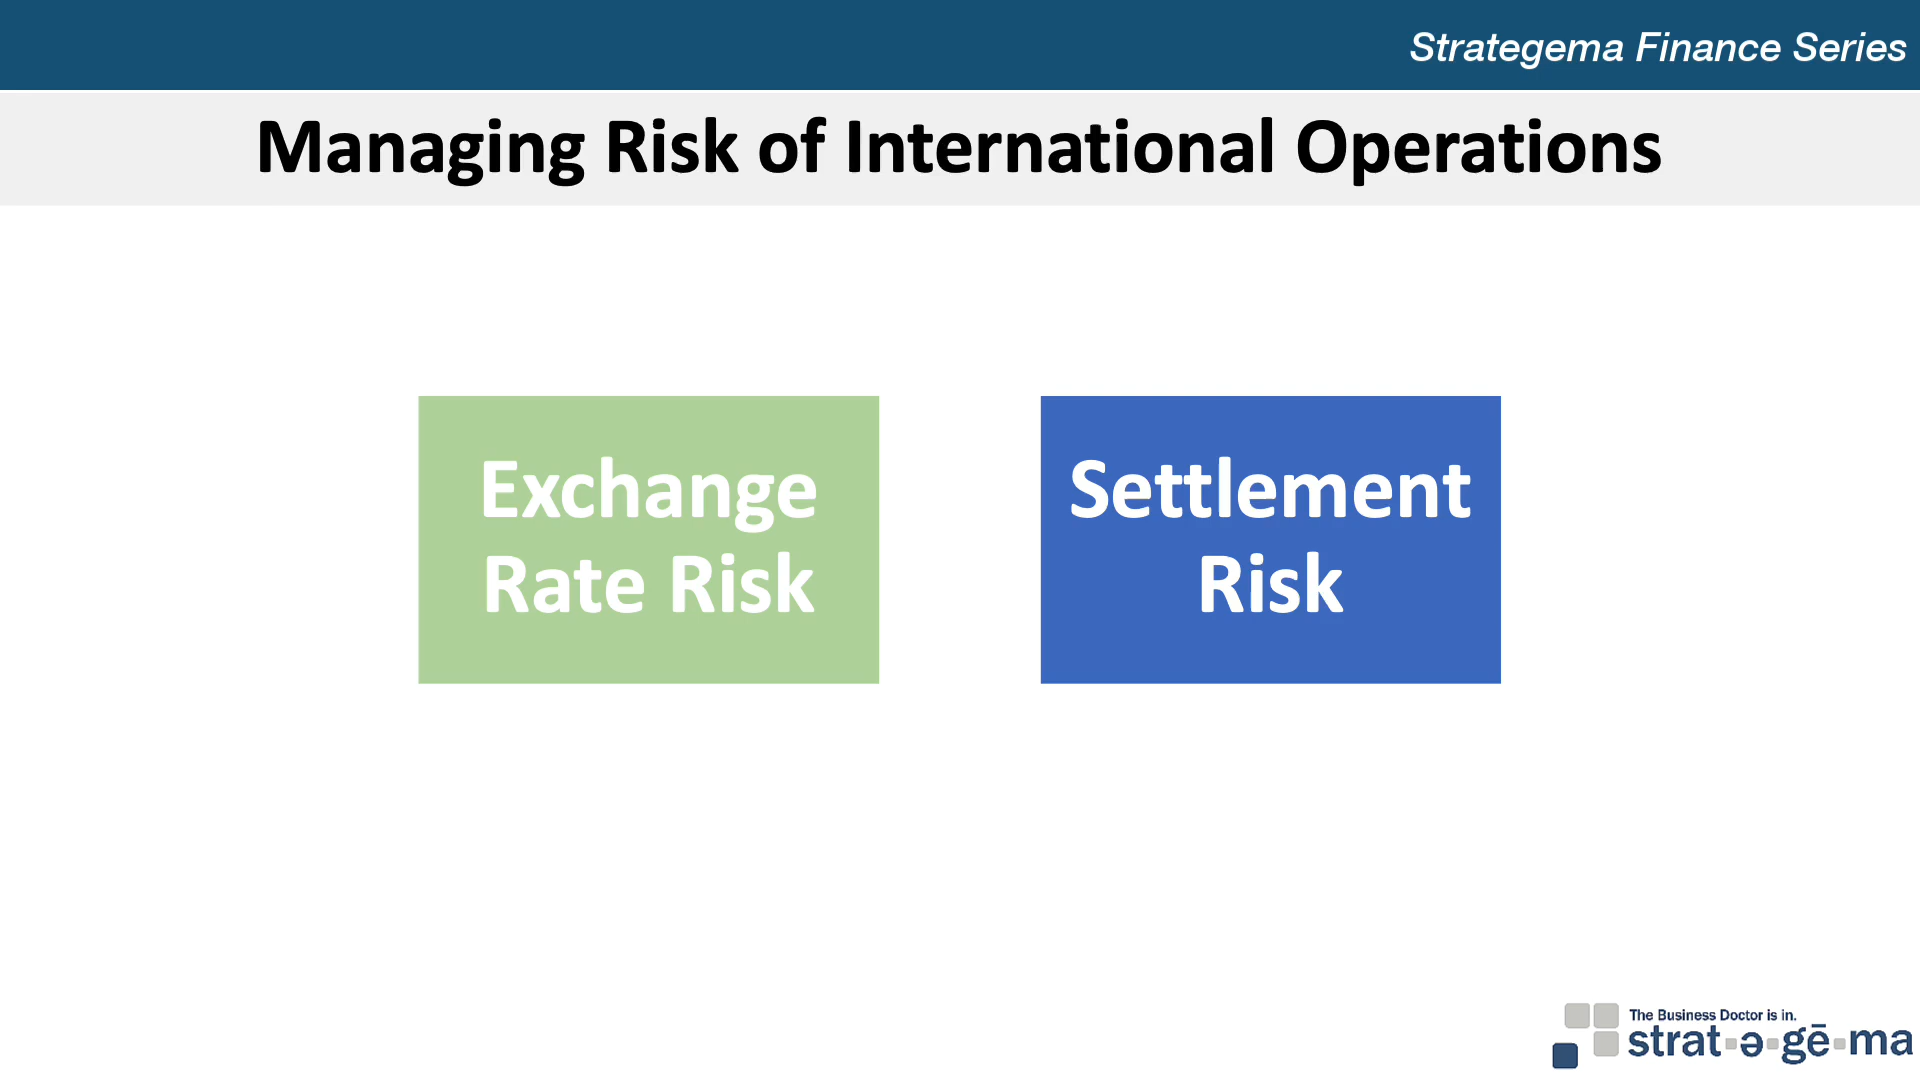 Strategema Finance Series
Managing Risk of International Operations
Exchange
Rate Risk
Settlement
Risk
The Business Doctor is in.
strat▪ə▪gē▪ma